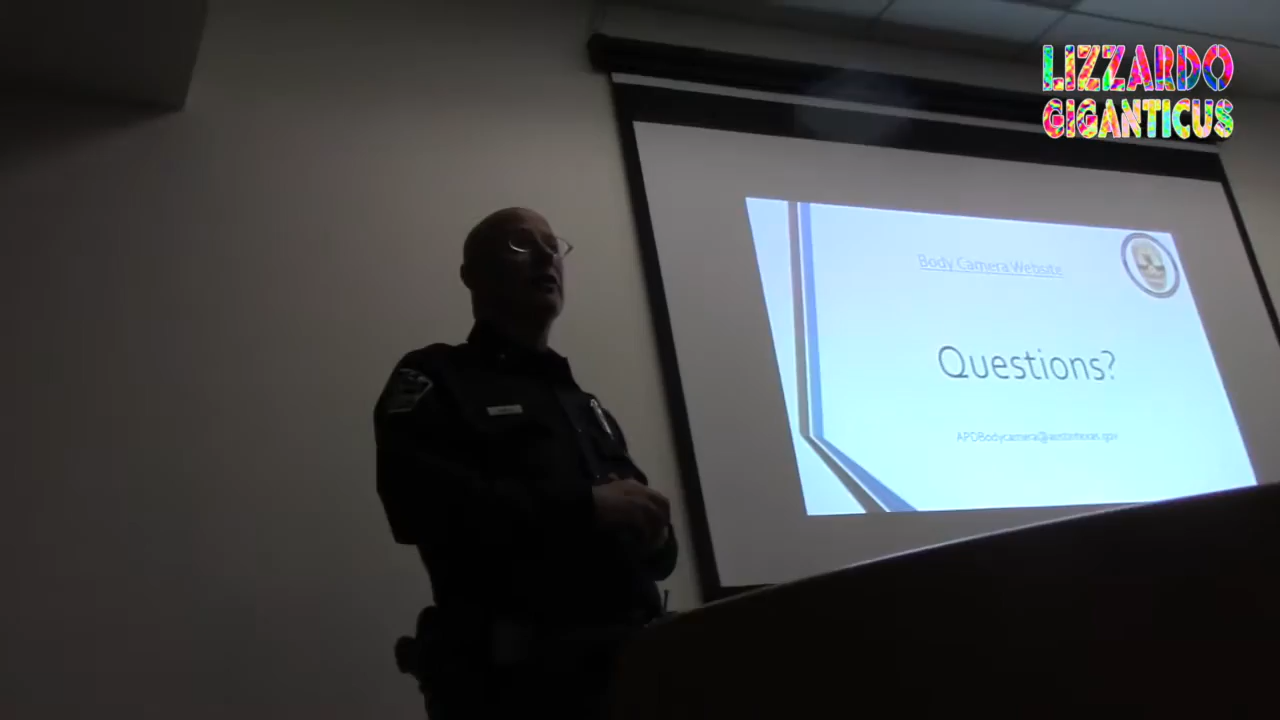 LIZZARDO
GIGANTICUS
Body Camera Website
Questions?
APDBodycamera@austintexas.gov